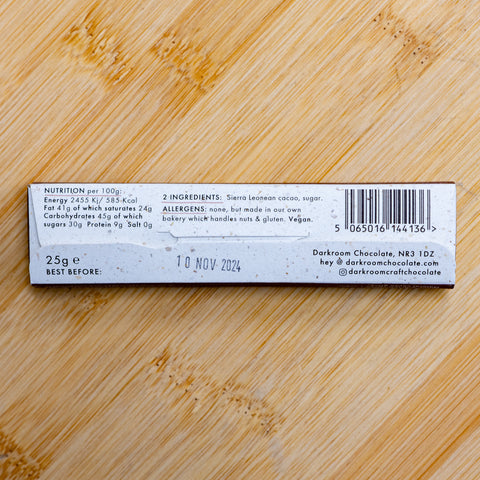 NUTRITION per 100g:
Energy 2455 Kj/ 585 Kcal
Fat 41g of which saturates 24g
Carbohydrates 45g of which
sugars 30g Protein 9g Salt 0g
2 INGREDIENTS: Sierra Leonean cacao, sugar.
ALLERGENS: none, but made in our own
bakery which handles nuts & gluten. Vegan.
5 065016 144136 >
25g e
BEST BEFORE:
10 NOV 2024
Darkroom Chocolate, NR3 1DZ
hey @ darkroomchocolate.com
darkroomcraftchocolate